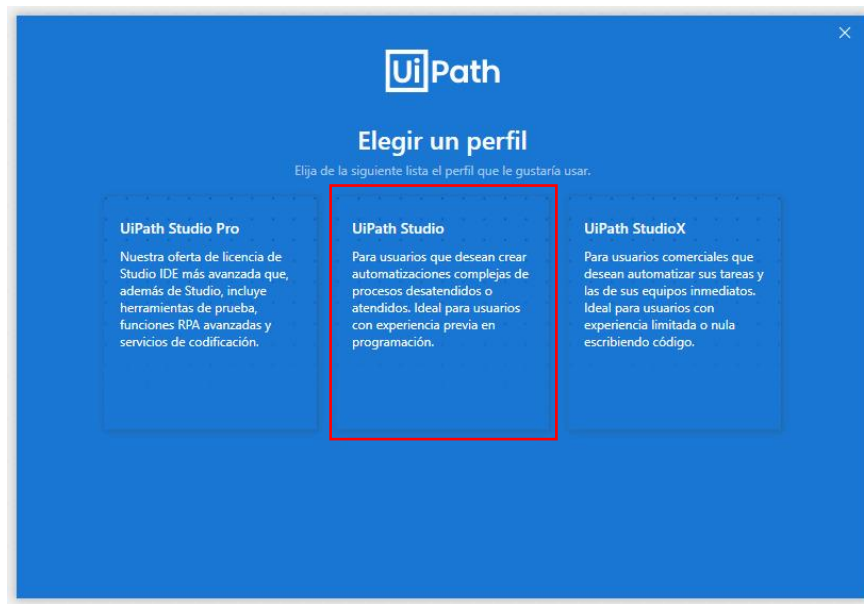 UiPath
Elegir un perfil
Elija de la siguiente lista el perfil que le gustaría usar.
UiPath Studio Pro
Nuestra oferta de licencia de
Studio IDE más avanzada que,
además de Studio, incluye
herramientas de prueba,
funciones RPA avanzadas y
servicios de codificación.
UiPath Studio
Para usuarios que desean crear
automatizaciones complejas de
procesos desatendidos o
atendidos. Ideal para usuarios
con experiencia previa en
programación.
UiPath StudioX
Para usuarios comerciales que
desean automatizar sus tareas y
las de sus equipos inmediatos.
Ideal para usuarios con
experiencia limitada o nula
escribiendo código.